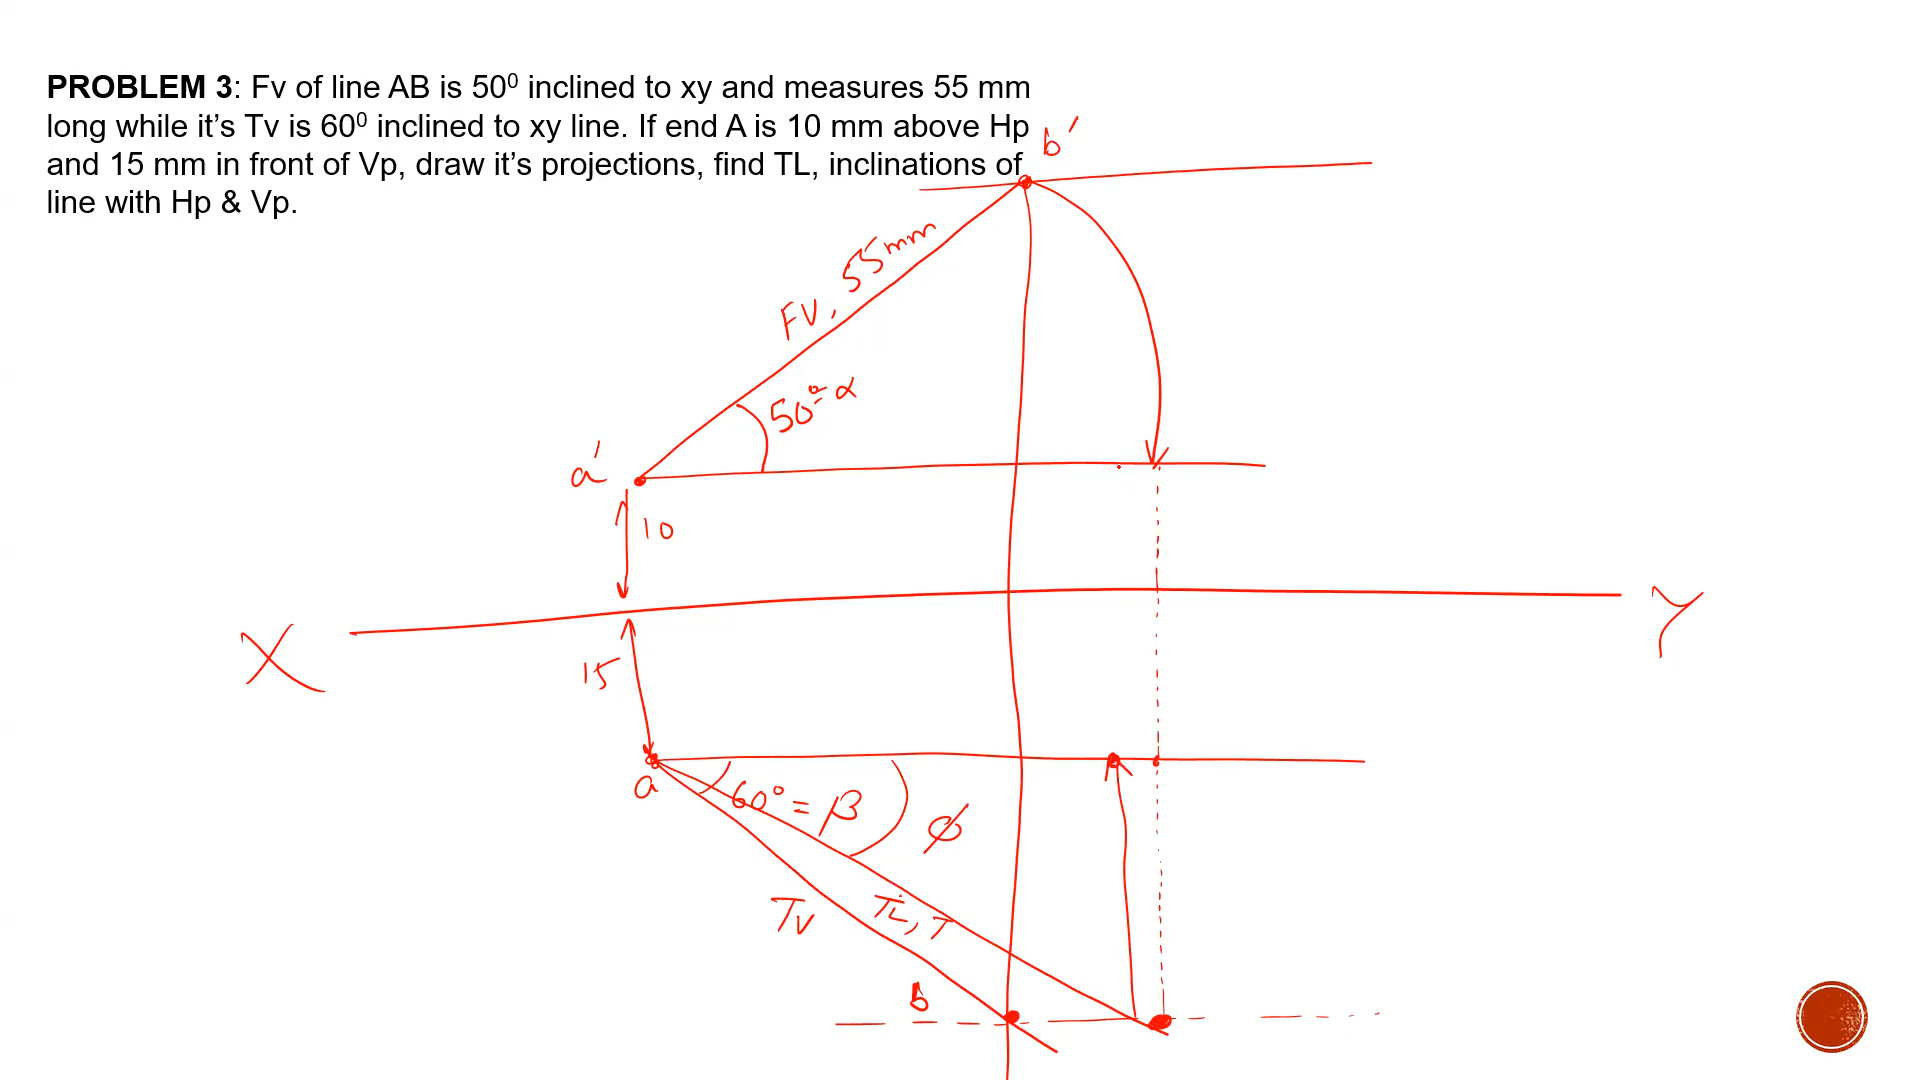 PROBLEM 3: Fv of line AB is 50⁰ inclined to xy and measures 55 mm
long while it’s Tv is 60⁰ inclined to xy line. If end A is 10 mm above Hp
and 15 mm in front of Vp, draw it’s projections, find TL, inclinations of
line with Hp & Vp.
b'
FV, 55mm
50° = α
a'
10
X
Y
15
a
60° = β
ø
TV
TL, T
b